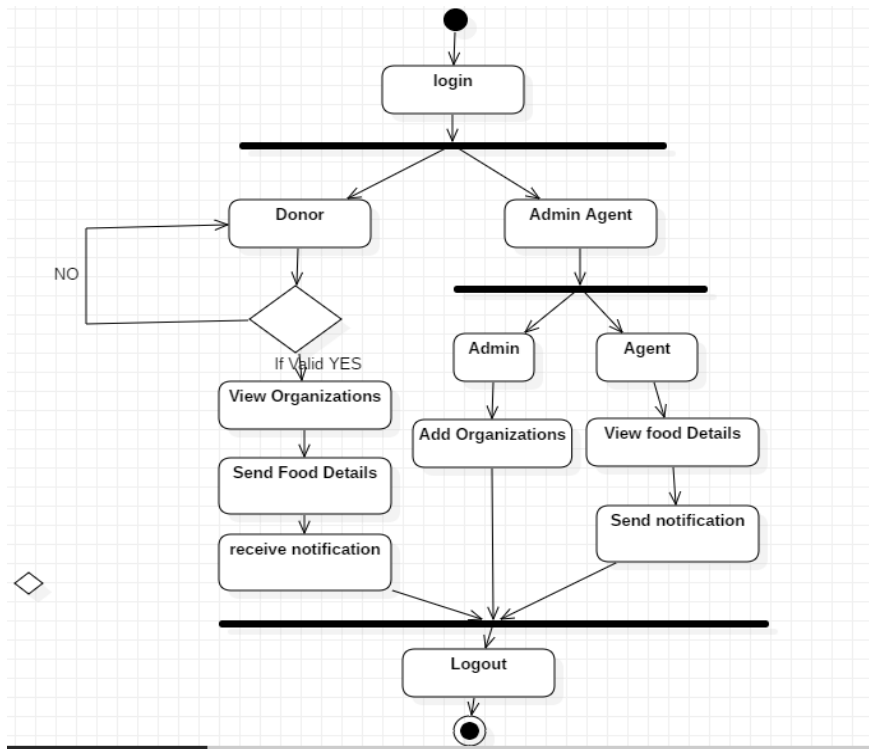 login
Donor
Admin Agent
NO
Admin
Agent
If Valid YES
View Organizations
Add Organizations
View food Details
Send Food Details
Send notification
receive notification
Logout